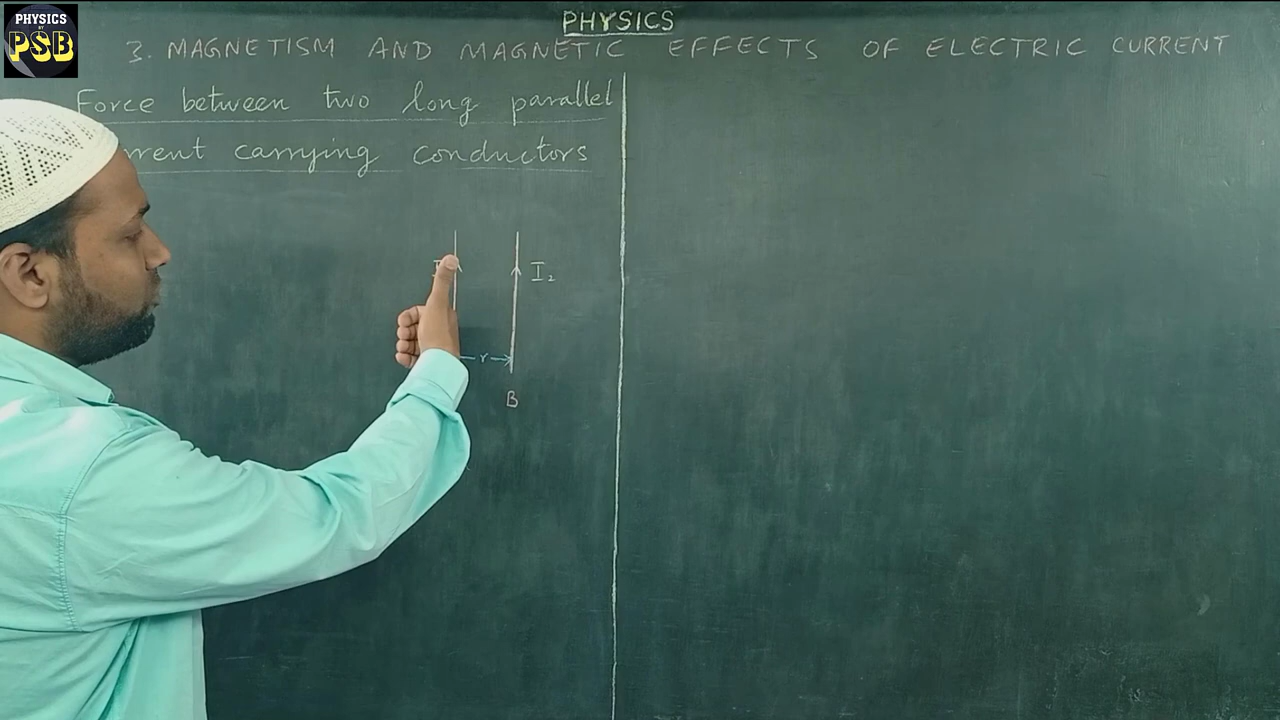 PHYSICS
BY
PSB
PHYSICS
3. MAGNETISM AND MAGNETIC EFFECTS OF ELECTRIC CURRENT
Force between two long parallel
rrent carrying conductors
I₂
r
B